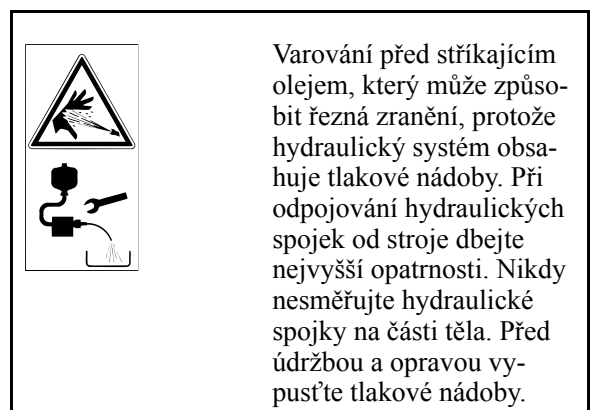 Varování před stříkajícím
olejem, který může způso-
bit řezná zranění, protože
hydraulický systém obsa-
huje tlakové nádoby. Při
odpojování hydraulických
spojek od stroje dbejte
nejvyšší opatrnosti. Nikdy
nesměřujte hydraulické
spojky na části těla. Před
údržbou a opravou vy-
pusťte tlakové nádoby.